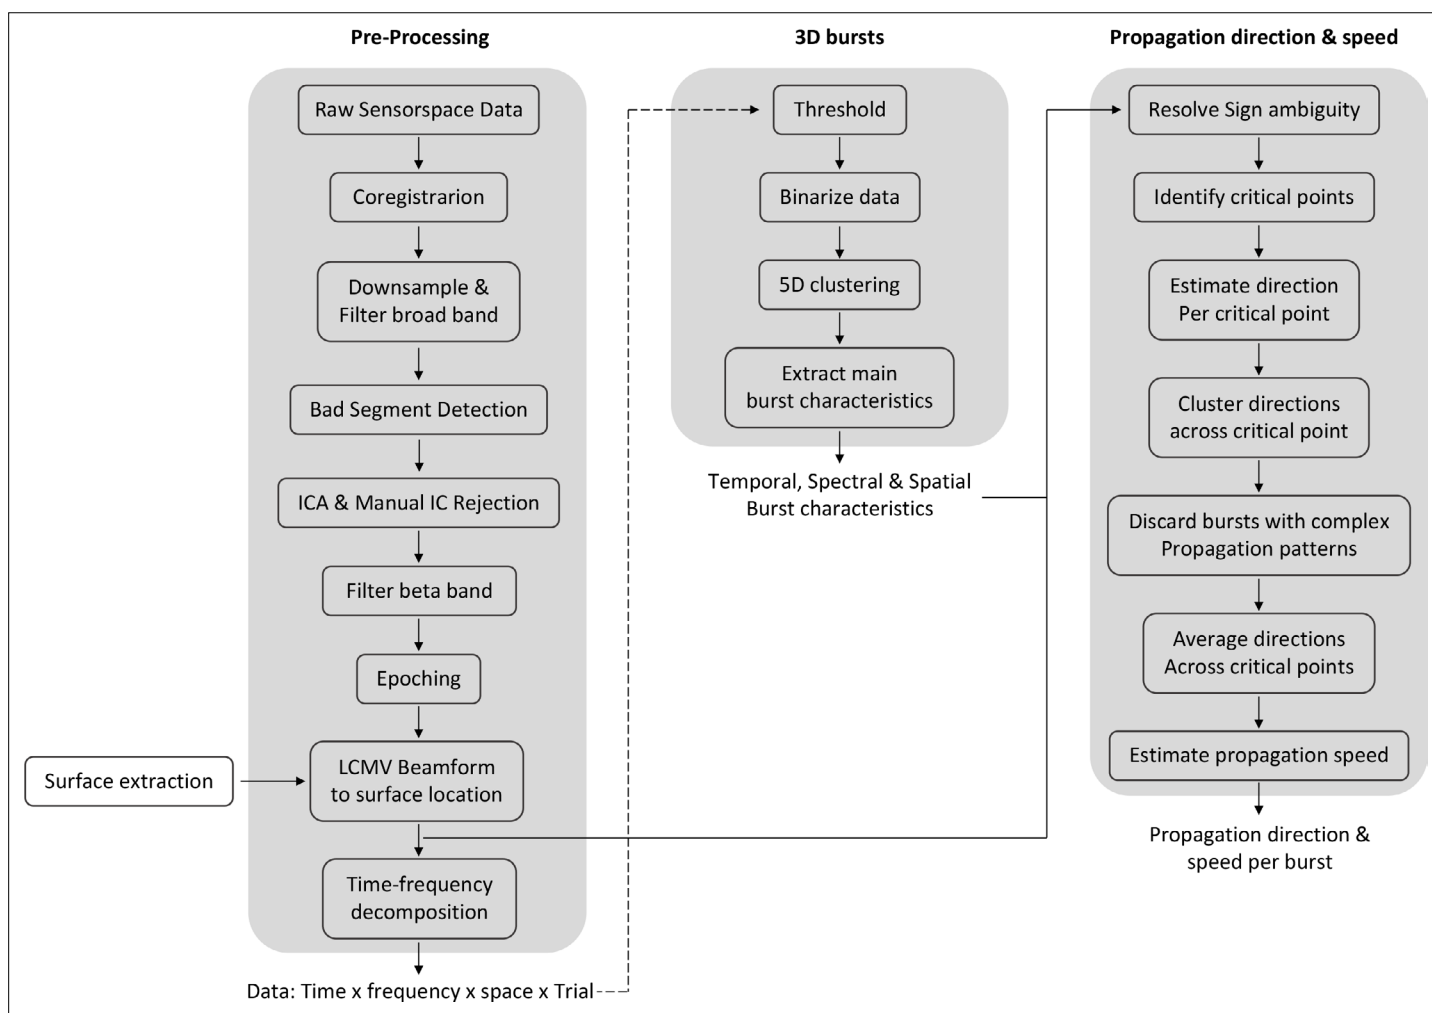 Pre-Processing
Raw Sensorspace Data
Coregistrarion
Downsample &
Filter broad band
Bad Segment Detection
ICA & Manual IC Rejection
Filter beta band
Epoching
Surface extraction
LCMV Beamform
to surface location
Time-frequency
decomposition
Data: Time x frequency x space x Trial
3D bursts
Threshold
Binarize data
5D clustering
Extract main
burst characteristics
Temporal, Spectral & Spatial
Burst characteristics
Propagation direction & speed
Resolve Sign ambiguity
Identify critical points
Estimate direction
Per critical point
Cluster directions
across critical point
Discard bursts with complex
Propagation patterns
Average directions
Across critical points
Estimate propagation speed
Propagation direction &
speed per burst